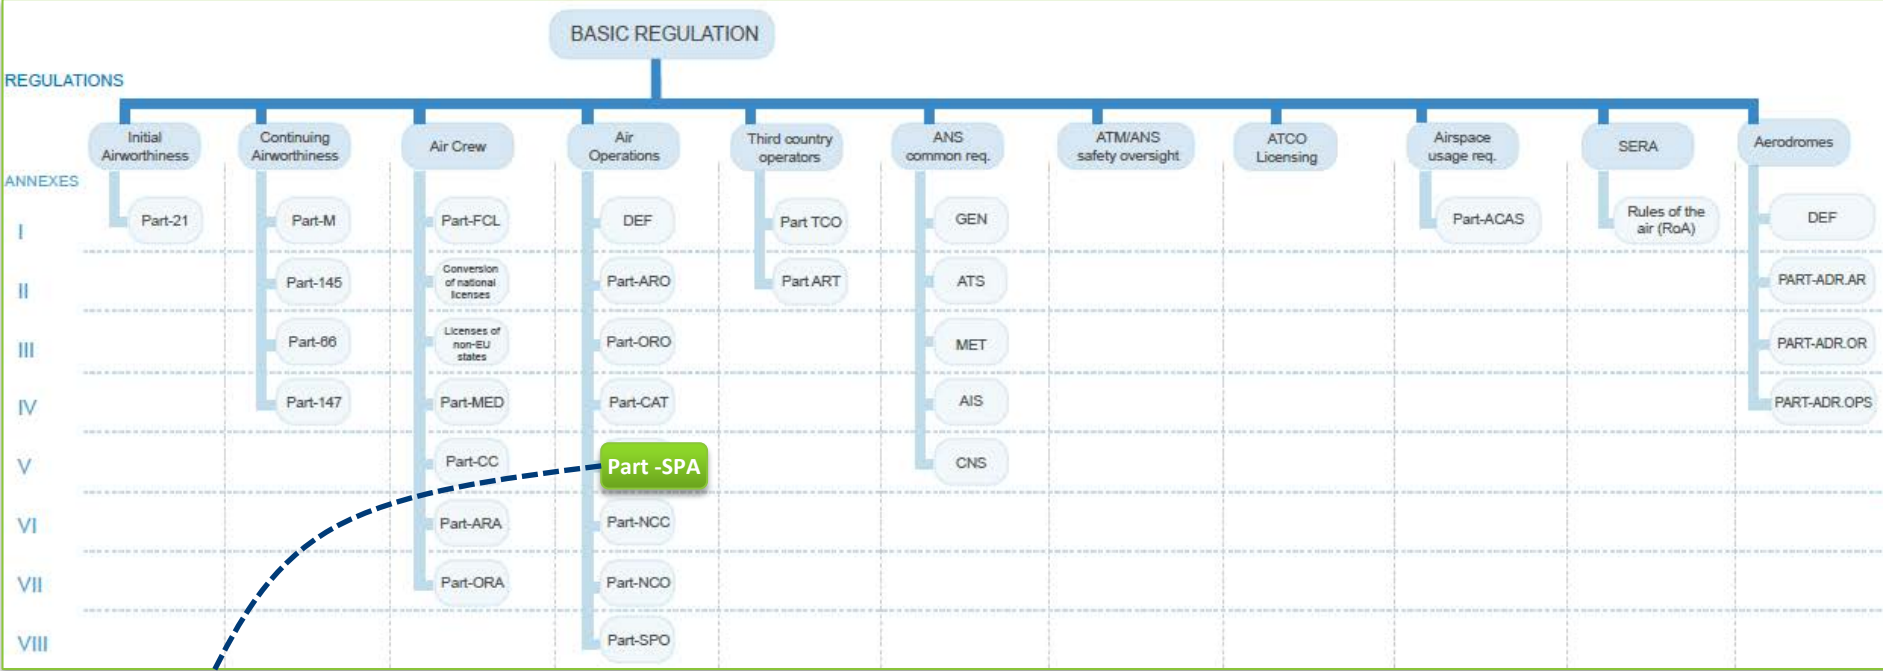 BASIC REGULATION
REGULATIONS
Initial
Airworthiness
Continuing
Airworthiness
Air Crew
Air
Operations
Third country
operators
ANS
common req.
ATM/ANS
safety oversight
ATCO
Licensing
Airspace
usage req.
SERA
Aerodromes
ANNEXES
I
Part-21
Part-M
Part-FCL
DEF
Part TCO
GEN
Part-ACAS
Rules of the
air (RoA)
DEF
II
Part-145
Conversion
of national
licenses
Part-ARO
Part ART
ATS
PART-ADR.AR
III
Part-66
Licenses of
non-EU
states
Part-ORO
MET
PART-ADR.OR
IV
Part-147
Part-MED
Part-CAT
AIS
PART-ADR.OPS
V
Part-CC
Part -SPA
CNS
VI
Part-ARA
Part-NCC
VII
Part-ORA
Part-NCO
VIII
Part-SPO